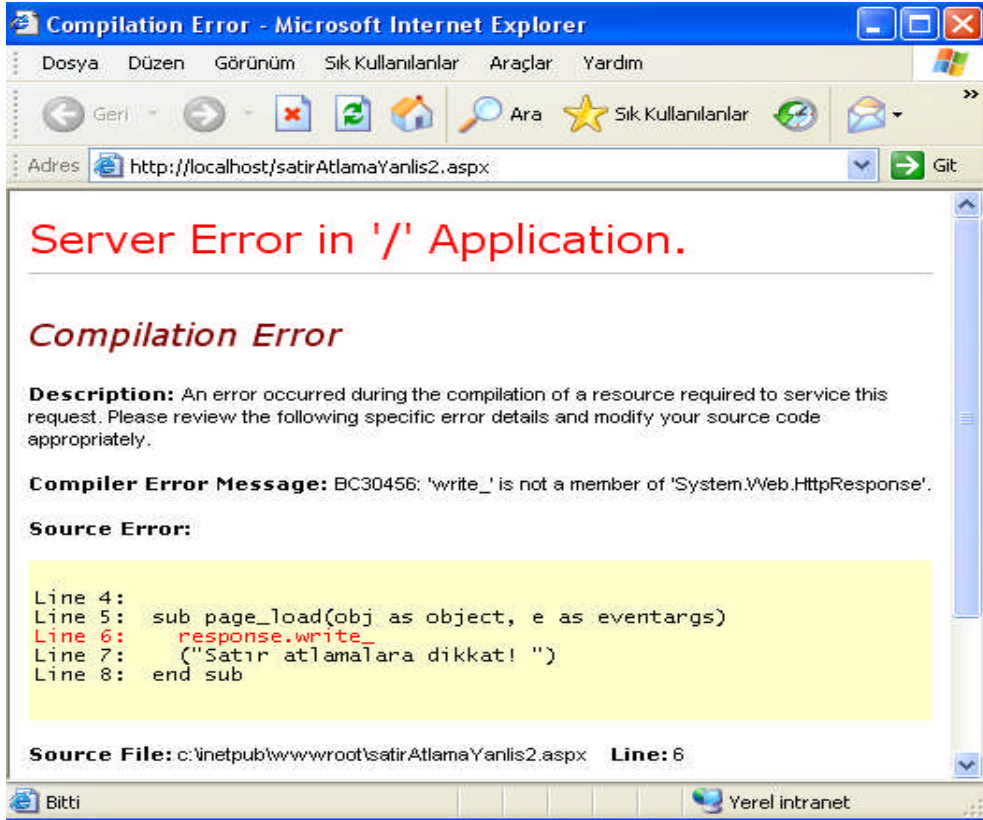 Compilation Error - Microsoft Internet Explorer
Dosya Düzen Görünüm Sık Kullanılanlar Araçlar Yardım
Geri Ara Sık Kullanılanlar »
Adres http://localhost/satirAtlamaYanlis2.aspx Git
Server Error in '/' Application.
Compilation Error
Description: An error occurred during the compilation of a resource required to service this
request. Please review the following specific error details and modify your source code
appropriately.
Compiler Error Message: BC30456: 'write_' is not a member of 'System.Web.HttpResponse'.
Source Error:
Line 4:
Line 5:  sub page_load(obj as object, e as eventargs)
Line 6:    response.write_
Line 7:    ("Satır atlamalara dikkat! ")
Line 8:  end sub
Source File: c:\inetpub\wwwroot\satirAtlamaYanlis2.aspx Line: 6
Bitti Yerel intranet